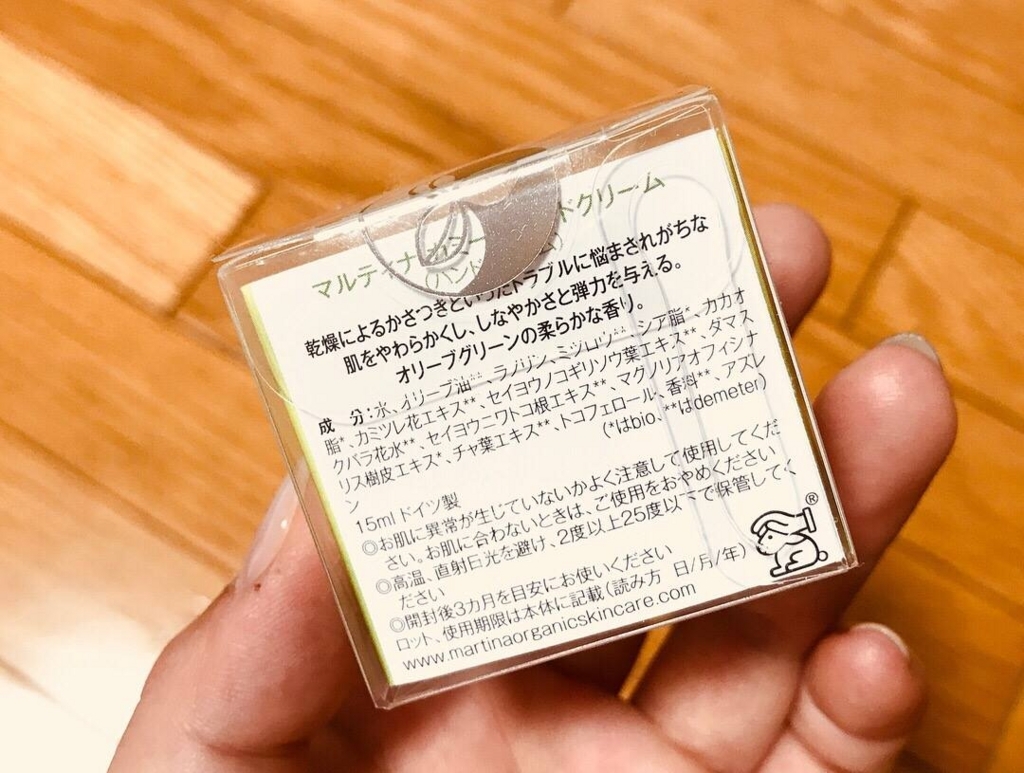 マルティナ ドクリーム
(ハンド
乾燥によるかさつきといったトラブルに悩まされがちな
肌をやわらかくし、しなやかさと弾力を与える。
オリーブグリーンの柔らかな香り。
成 分:水、オリーブ油**、ラノリン、ミツロウ**、シア脂*、カカオ
脂*、カミツレ花エキス**、セイヨウノコギリソウ葉エキス**、ダマス
クバラ花水**、セイヨウニワトコ根エキス**、マグノリアオフィシナ
リス樹皮エキス*、チャ葉エキス**、トコフェロール、香料**、アズレ
ン (*はbio、**はdemeter)
15ml ドイツ製
◎お肌に異常が生じていないかよく注意して使用してくだ
さい。お肌に合わないときは、ご使用をおやめください
◎高温、直射日光を避け、2度以上25度以下で保管してく
ださい
◎開封後3カ月を目安にお使いください
ロット、使用期限は本体に記載(読み方 日/月/年)
www.martinaorganicskincare.com
®